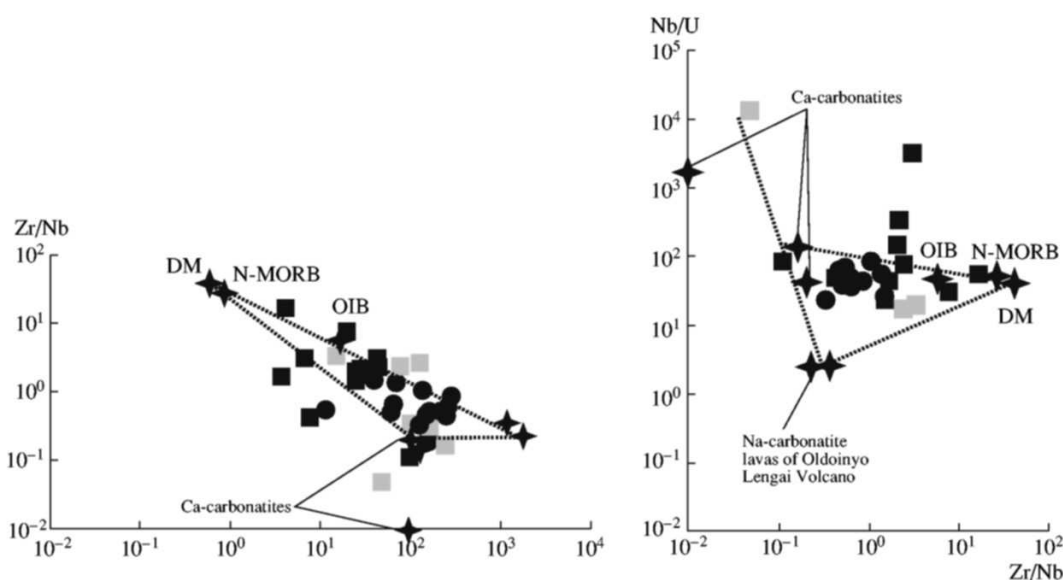 Zr/Nb
10²
10¹
10⁰
10⁻¹
10⁻²
DM
N-MORB
OIB
Ca-carbonatites
10⁻² 10⁻¹ 10⁰ 10¹ 10² 10³ 10⁴
Nb/U
10⁵
10⁴
10³
10²
10¹
10⁰
10⁻¹
10⁻²
Ca-carbonatites
OIB N-MORB
DM
Na-carbonatite
lavas of Oldoinyo
Lengai Volcano
10⁻² 10⁻¹ 10⁰ 10¹ 10²
Zr/Nb